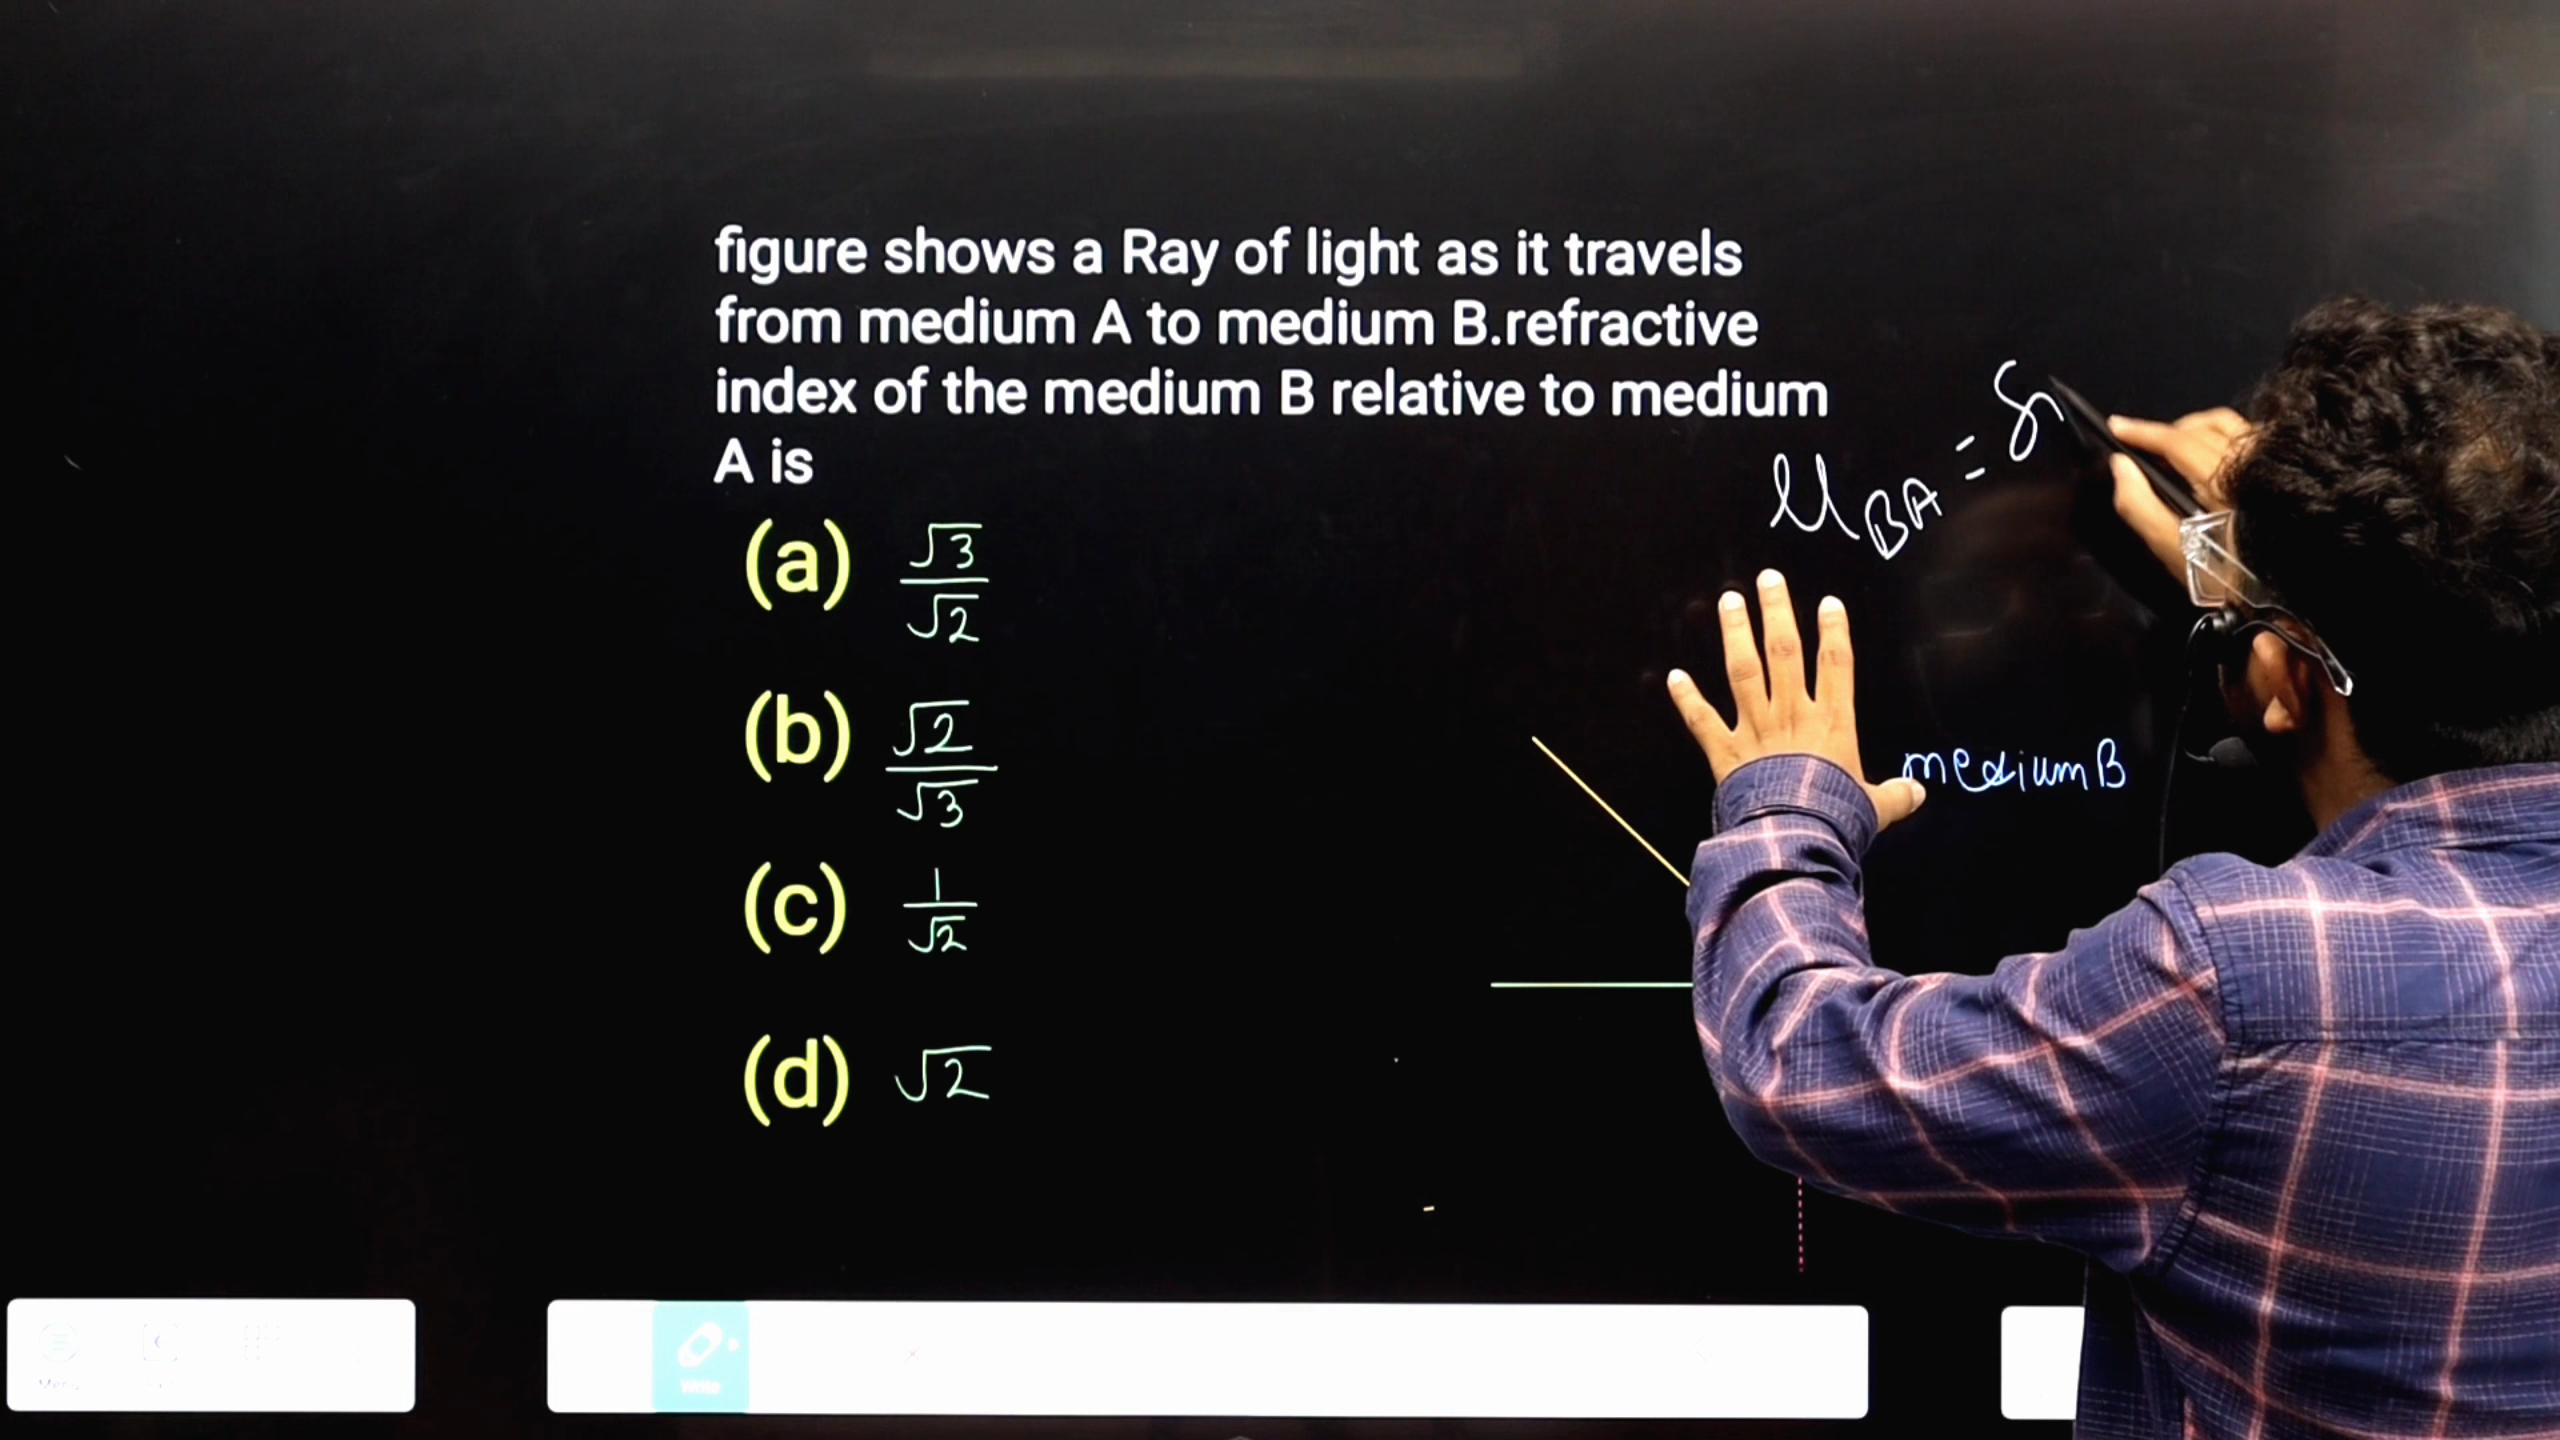 figure shows a Ray of light as it travels
from medium A to medium B.refractive
index of the medium B relative to medium
A is
(a) √3/√2
(b) √2/√3
(c) 1/√2
(d) √2
μBA = s
medium B
Write